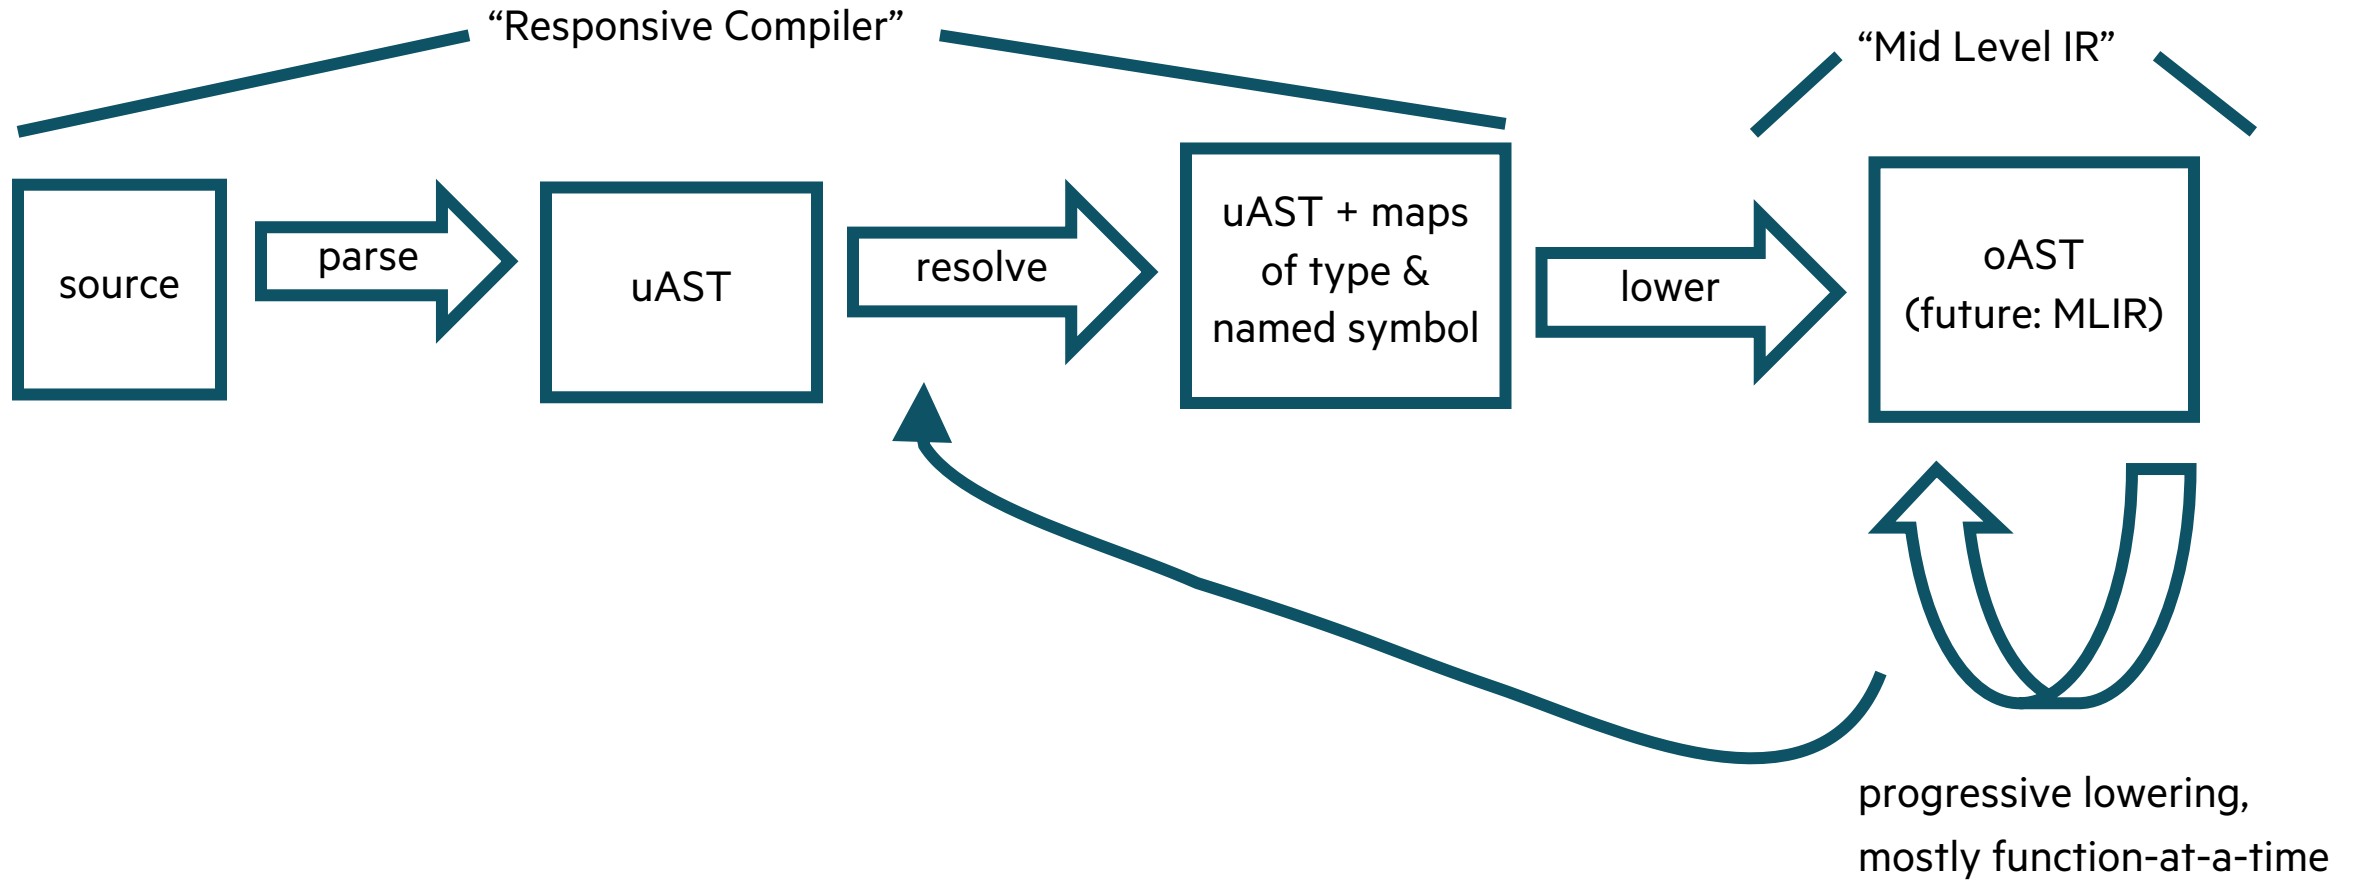 “Responsive Compiler”
“Mid Level IR”
source
parse
uAST
resolve
uAST + maps
of type &
named symbol
lower
oAST
(future: MLIR)
progressive lowering,
mostly function-at-a-time